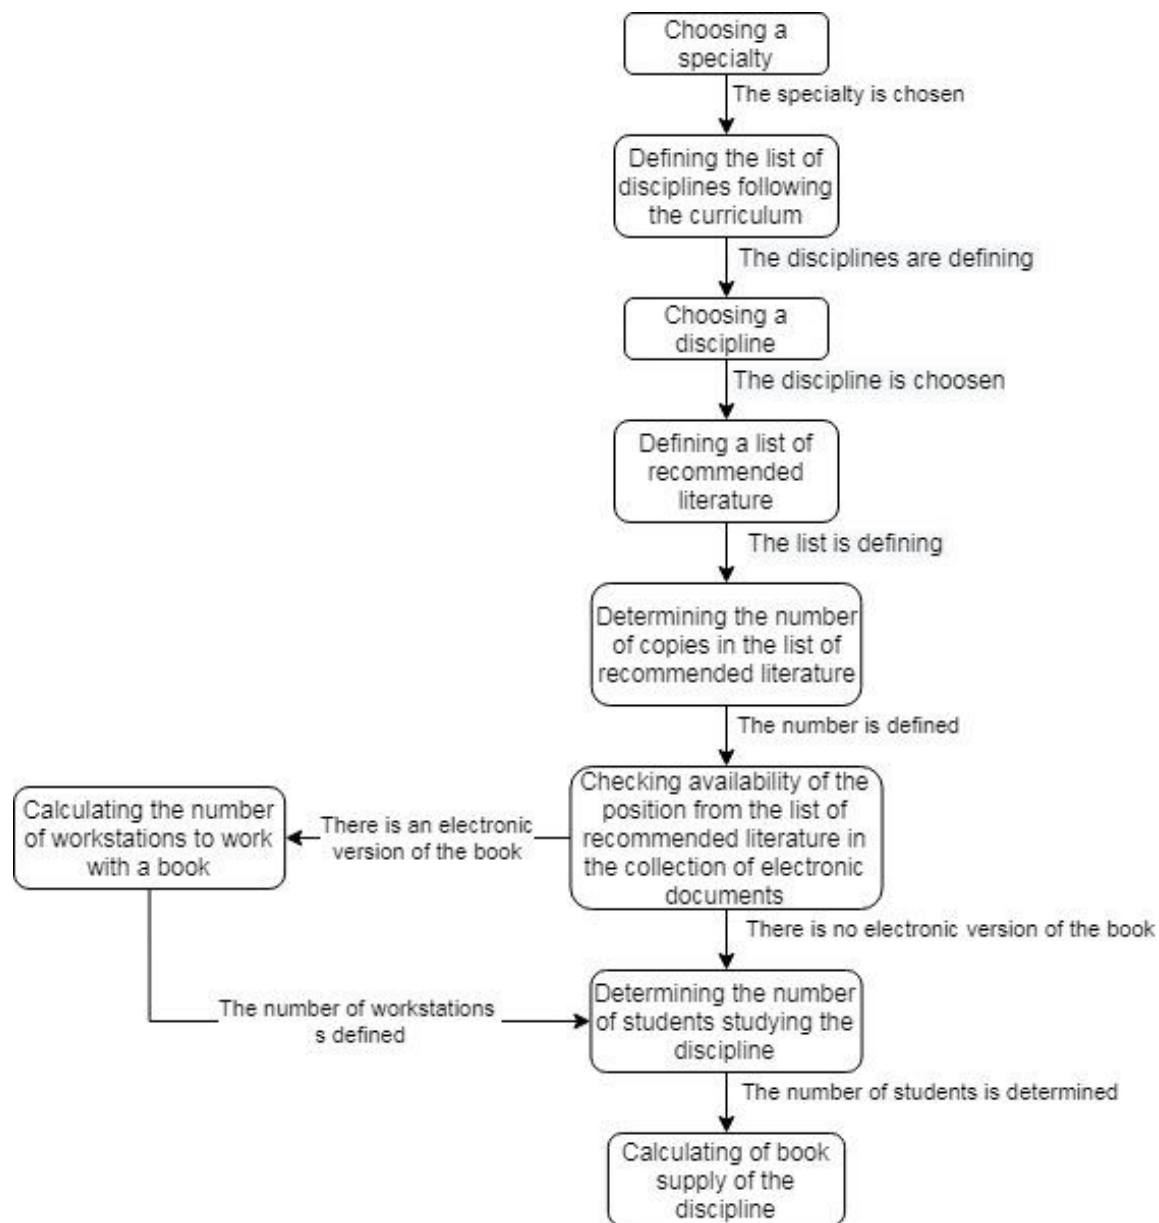 Choosing a
specialty
The specialty is chosen
Defining the list of
disciplines following
the curriculum
The disciplines are defining
Choosing a
discipline
The discipline is choosen
Defining a list of
recommended
literature
The list is defining
Determining the number
of copies in the list of
recommended literature
The number is defined
Checking availability of the
position from the list of
recommended literature in
the collection of electronic
documents
There is an electronic
version of the book
Calculating the number
of workstations to work
with a book
There is no electronic version of the book
The number of workstations
s defined
Determining the number
of students studying the
discipline
The number of students is determined
Calculating of book
supply of the
discipline